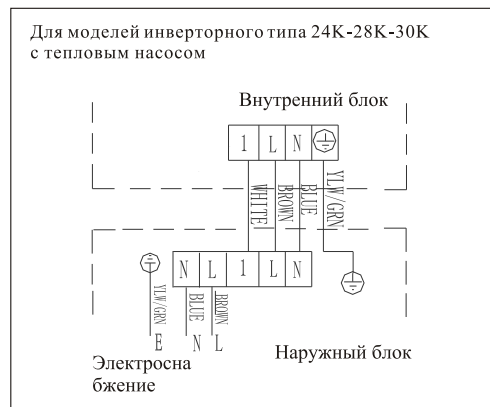 Для моделей инверторного типа 24K-28K-30K
с тепловым насосом
Внутренний блок
1 L N
WHITE BROWN BLUE YLW/GRN
N L 1 L N
YLW/GRN BLUE BROWN
E N L
Электросна
бжение
Наружный блок